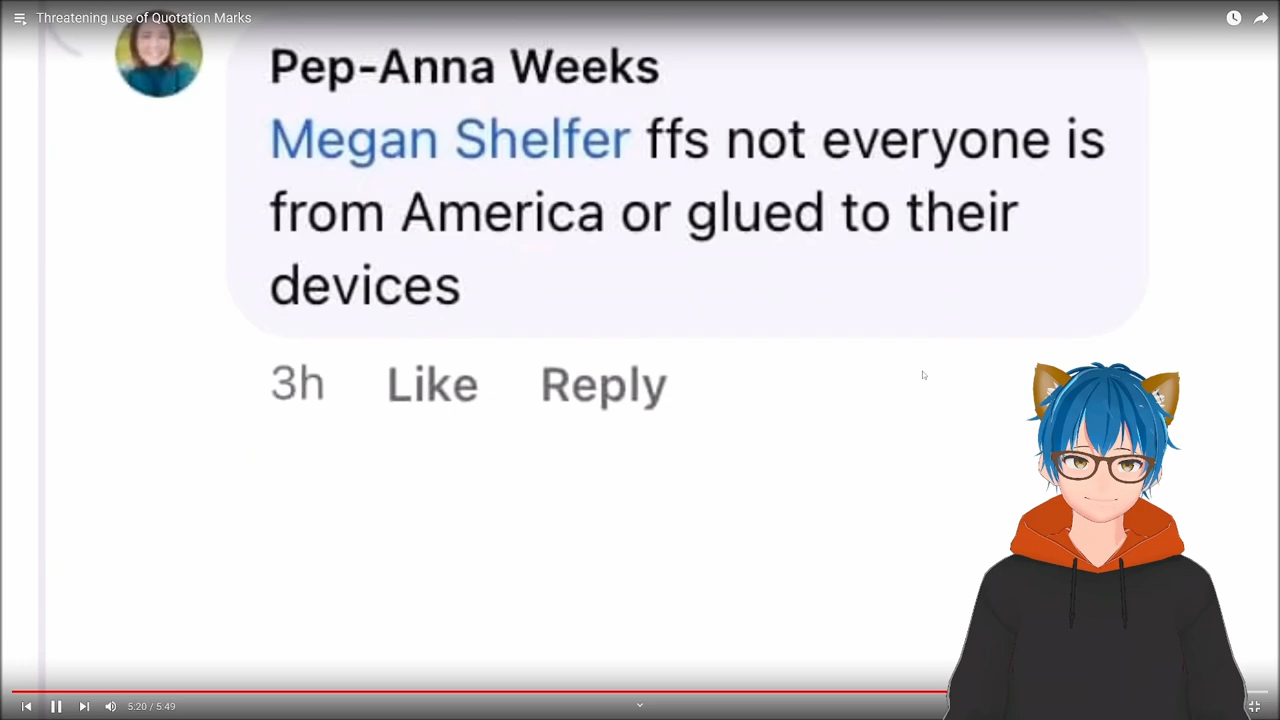 Threatening use of Quotation Marks
Pep-Anna Weeks
Megan Shelfer ffs not everyone is
from America or glued to their
devices
3h Like Reply
5:20 / 5:49